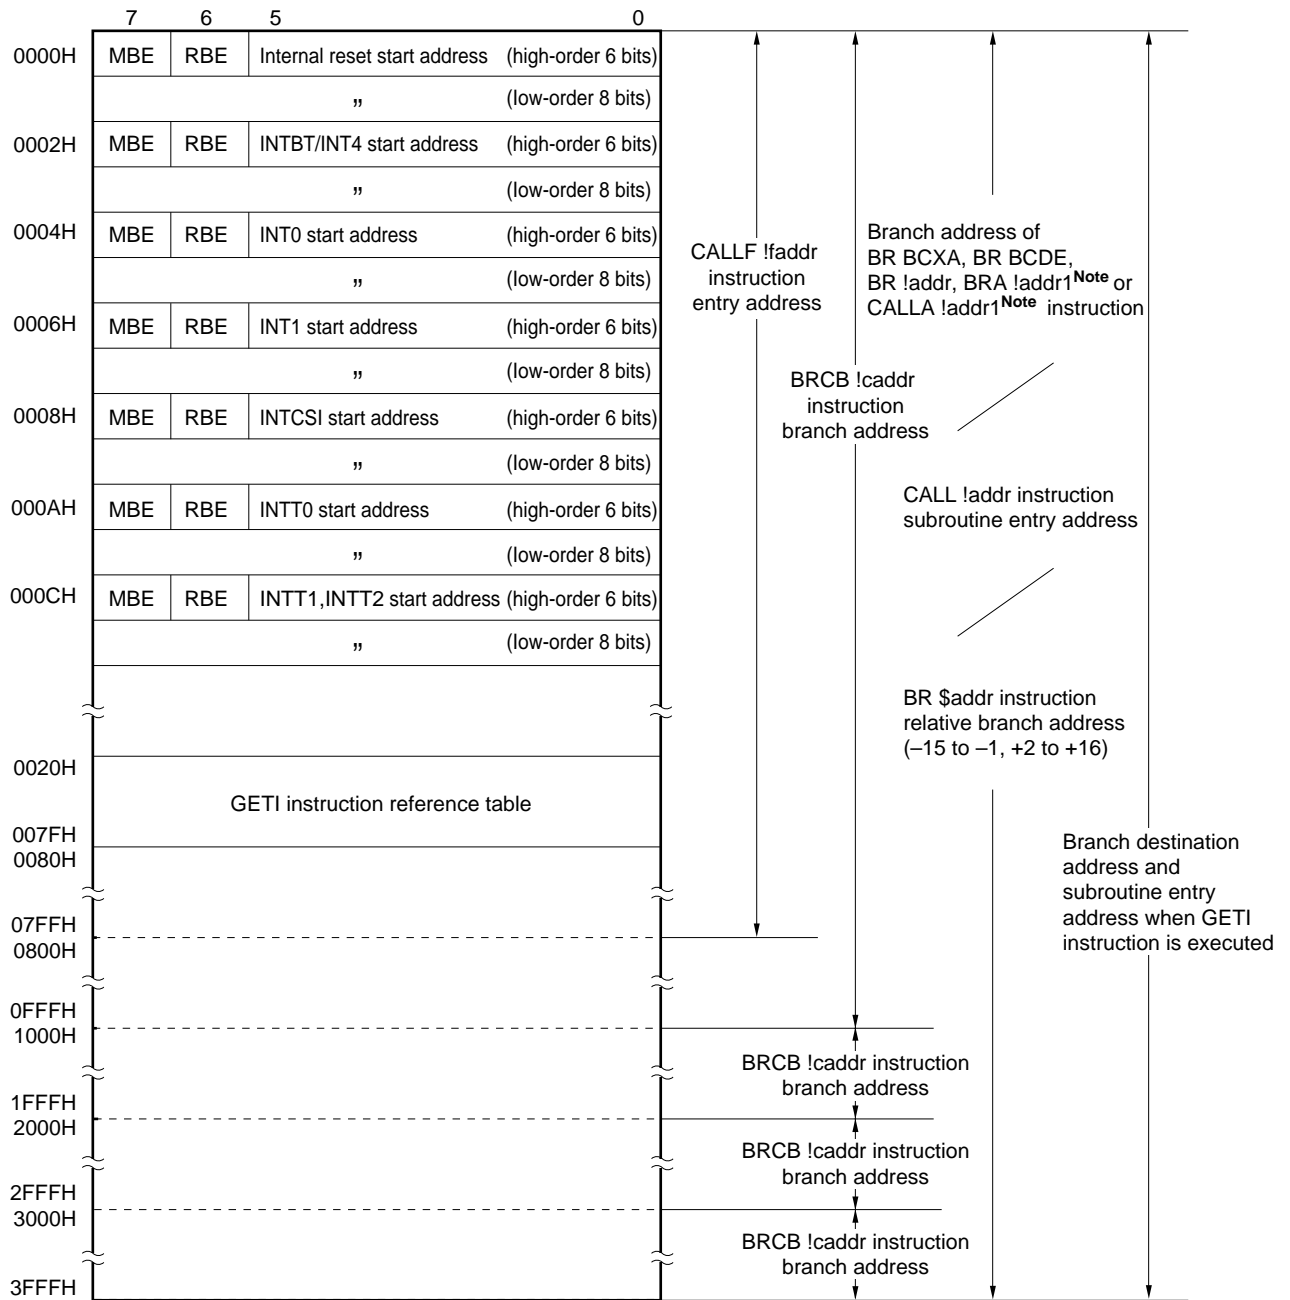 7 6 5 0
0000H MBE RBE Internal reset start address (high-order 6 bits)
" (low-order 8 bits)
0002H MBE RBE INTBT/INT4 start address (high-order 6 bits)
" (low-order 8 bits)
0004H MBE RBE INT0 start address (high-order 6 bits)
" (low-order 8 bits)
0006H MBE RBE INT1 start address (high-order 6 bits)
" (low-order 8 bits)
0008H MBE RBE INTCSI start address (high-order 6 bits)
" (low-order 8 bits)
000AH MBE RBE INTT0 start address (high-order 6 bits)
" (low-order 8 bits)
000CH MBE RBE INTT1,INTT2 start address (high-order 6 bits)
" (low-order 8 bits)
0020H
GETI instruction reference table
007FH
0080H
07FFH
0800H
0FFFH
1000H
1FFFH
2000H
2FFFH
3000H
3FFFH
CALLF !faddr
instruction
entry address
BRCB !caddr
instruction
branch address
Branch address of
BR BCXA, BR BCDE,
BR !addr, BRA !addr1Note or
CALLA !addr1Note instruction
CALL !addr instruction
subroutine entry address
BR $addr instruction
relative branch address
(–15 to –1, +2 to +16)
Branch destination
address and
subroutine entry
address when GETI
instruction is executed
BRCB !caddr instruction
branch address
BRCB !caddr instruction
branch address
BRCB !caddr instruction
branch address